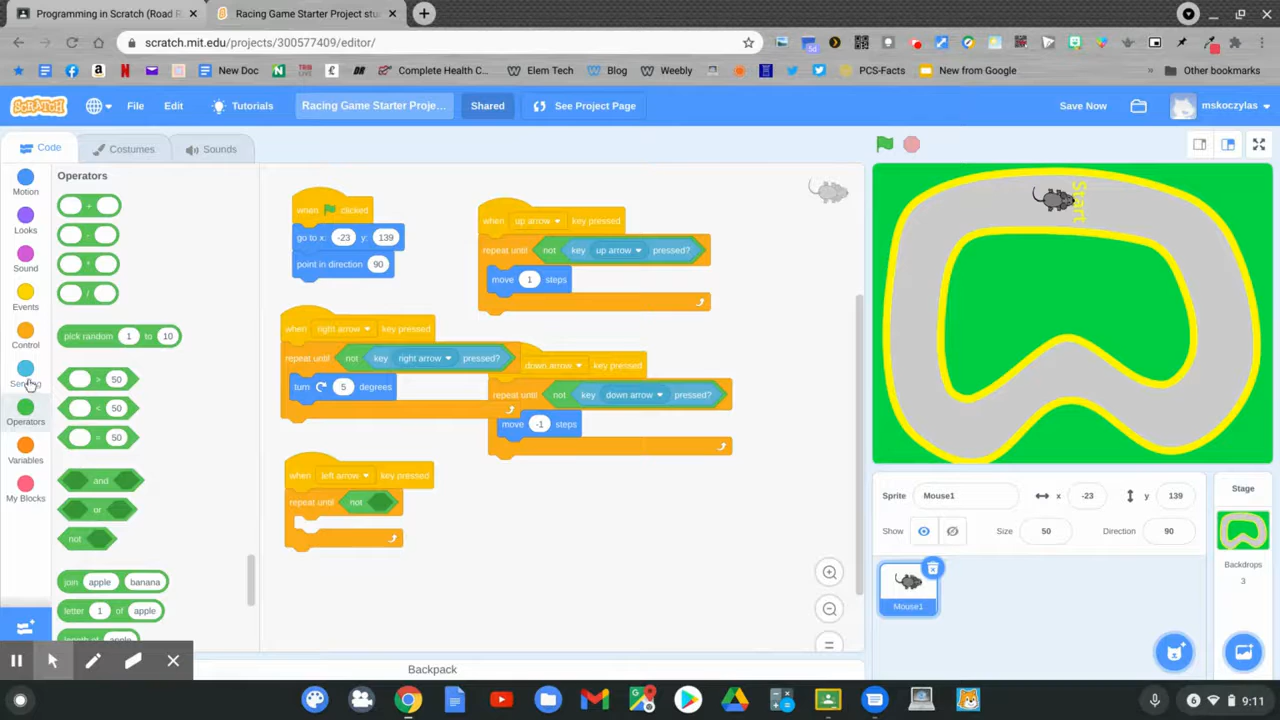 Programming in Scratch (Road R
Racing Game Starter Project stu
scratch.mit.edu/projects/300577409/editor/
5d
New Doc
Complete Health C...
Elem Tech
Blog
Weebly
PCS-Facts
New from Google
Other bookmarks
SCRATCH
File
Edit
Tutorials
Racing Game Starter Proje...
Shared
See Project Page
Save Now
mskoczylas
Code
Costumes
Sounds
Motion
Looks
Sound
Events
Control
Operators
Variables
My Blocks
Operators
+
-
*
/
pick random 1 to 10
> 50
< 50
= 50
and
or
not
join apple banana
letter 1 of apple
length of apple
when clicked
go to x: -23 y: 139
point in direction 90
when up arrow key pressed
repeat until not key up arrow pressed?
move 1 steps
when right arrow key pressed
repeat until not key right arrow pressed?
turn 5 degrees
down arrow key pressed
repeat until not key down arrow pressed?
move -1 steps
when left arrow key pressed
repeat until not
Start
Sprite Mouse1 x -23 y 139
Show Size 50 Direction 90
Mouse1
Stage
Backdrops
3
Backpack
6
9:11